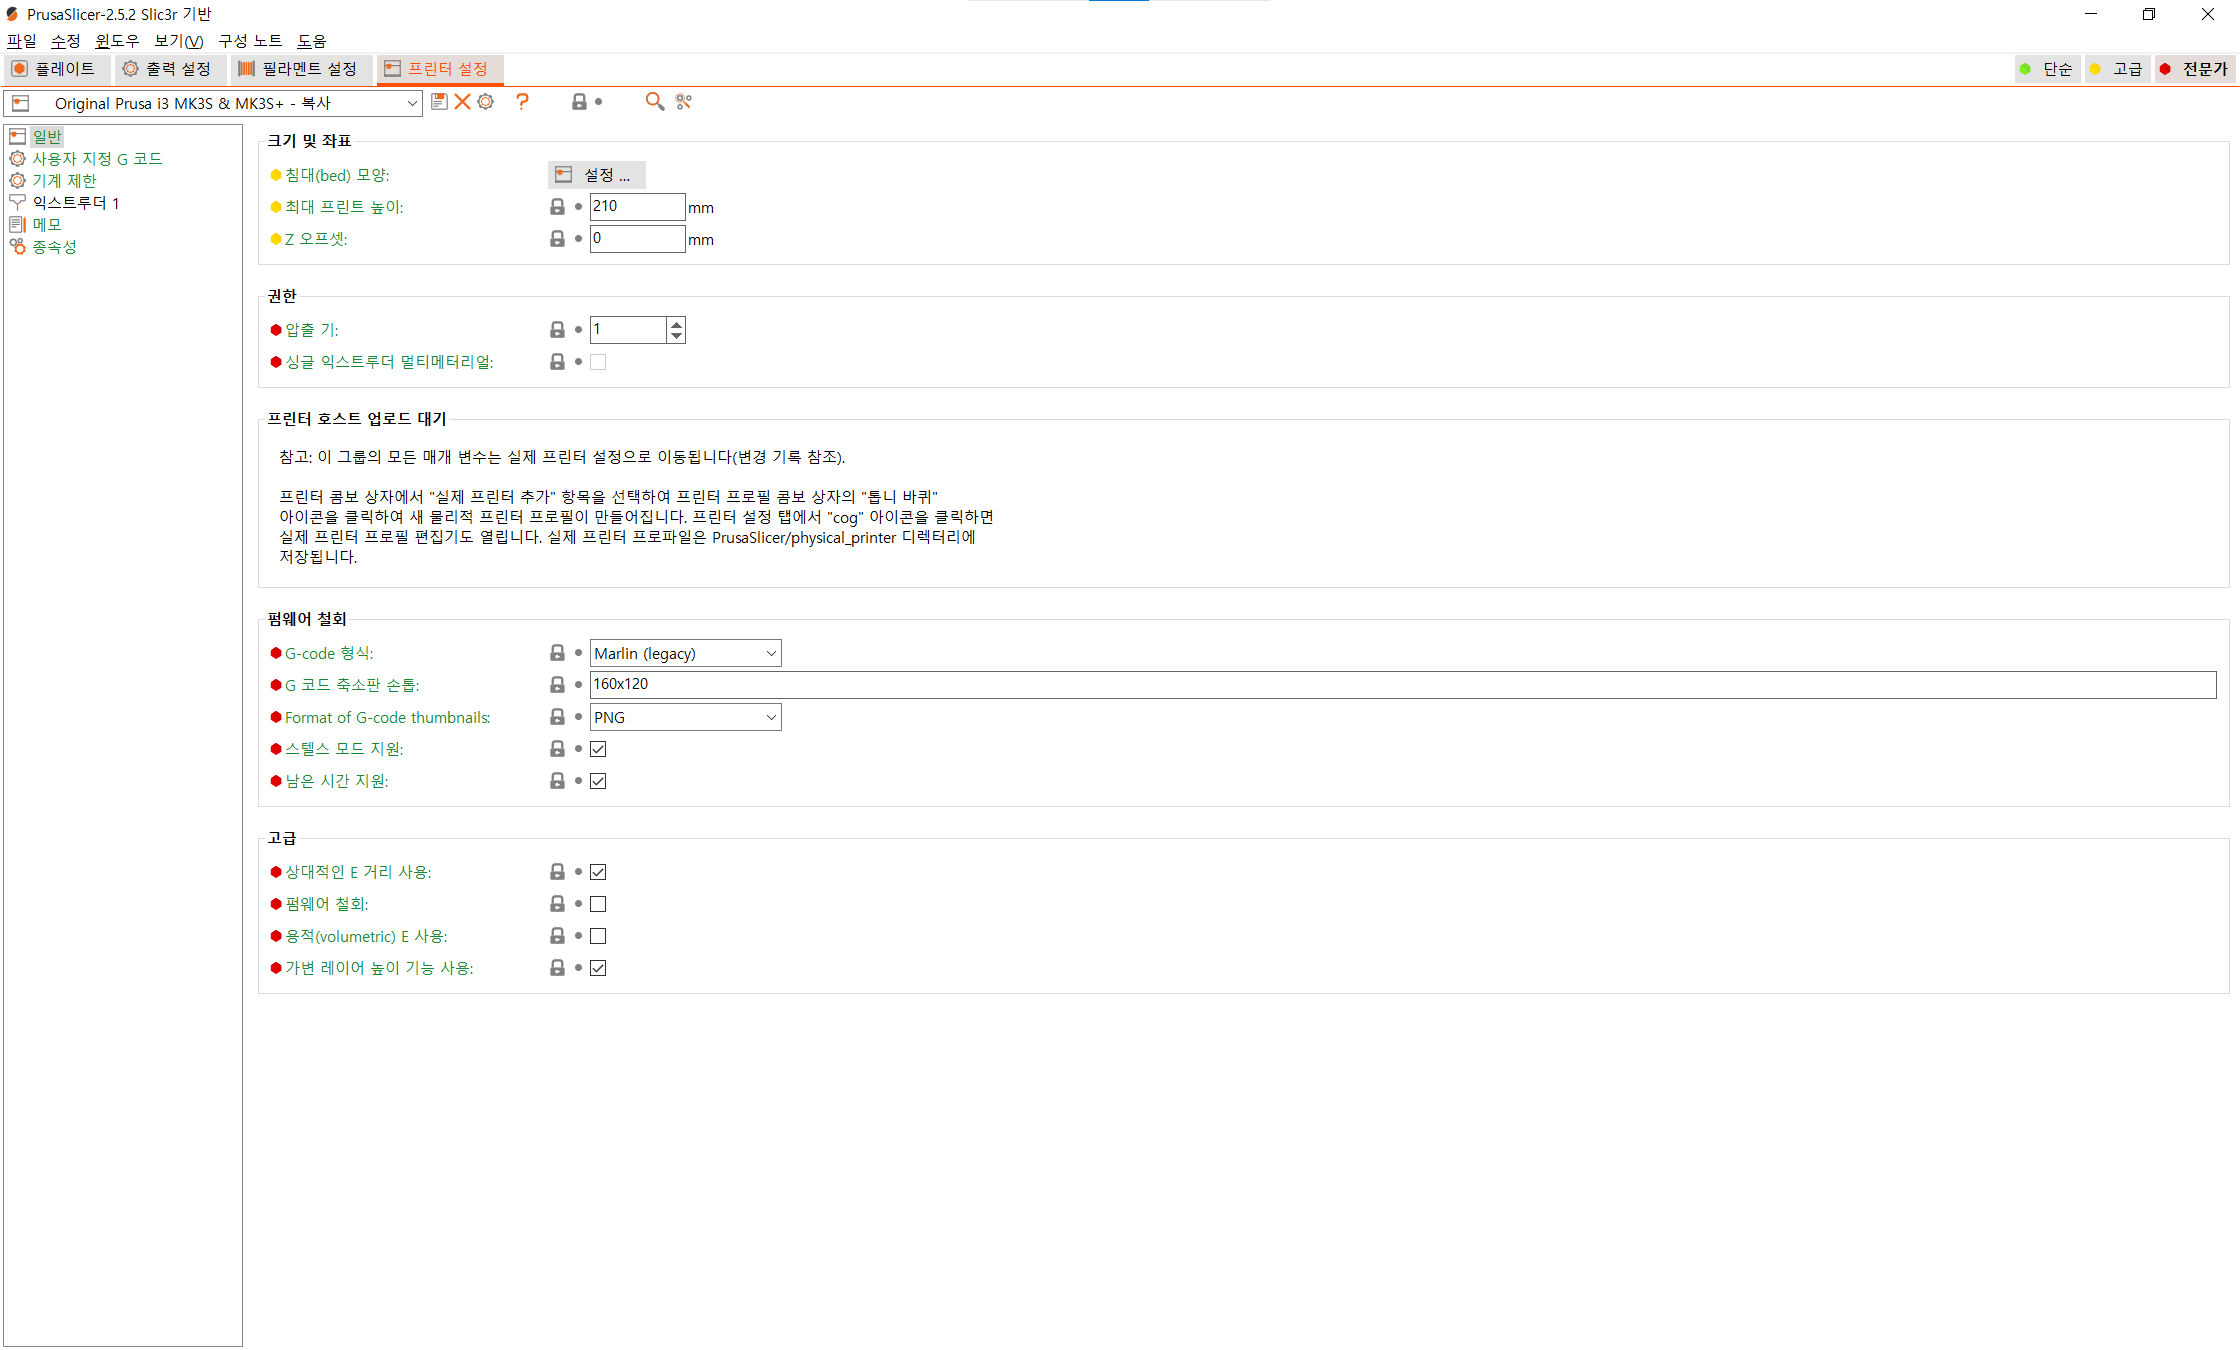 PrusaSlicer-2.5.2 Slic3r 기반
파일 수정 윈도우 보기(V) 구성 노트 도움
플레이트 출력 설정 필라멘트 설정 프린터 설정 단순 고급 전문가
Original Prusa i3 MK3S & MK3S+ - 복사
일반
사용자 지정 G 코드
기계 제한
익스트루더 1
메모
종속성
크기 및 좌표
침대(bed) 모양: 설정 ...
최대 프린트 높이: 210 mm
Z 오프셋: 0 mm
권한
압출 기: 1
싱글 익스트루더 멀티메터리얼:
프린터 호스트 업로드 대기
참고: 이 그룹의 모든 매개 변수는 실제 프린터 설정으로 이동됩니다(변경 기록 참조).
프린터 콤보 상자에서 "실제 프린터 추가" 항목을 선택하여 프린터 프로필 콤보 상자의 "톱니 바퀴"
아이콘을 클릭하여 새 물리적 프린터 프로필이 만들어집니다. 프린터 설정 탭에서 "cog" 아이콘을 클릭하면
실제 프린터 프로필 편집기도 열립니다. 실제 프린터 프로파일은 PrusaSlicer/physical_printer 디렉터리에
저장됩니다.
펌웨어 철회
G-code 형식: Marlin (legacy)
G 코드 축소판 손톱: 160x120
Format of G-code thumbnails: PNG
스텔스 모드 지원:
남은 시간 지원:
고급
상대적인 E 거리 사용:
펌웨어 철회:
용적(volumetric) E 사용:
가변 레이어 높이 기능 사용: